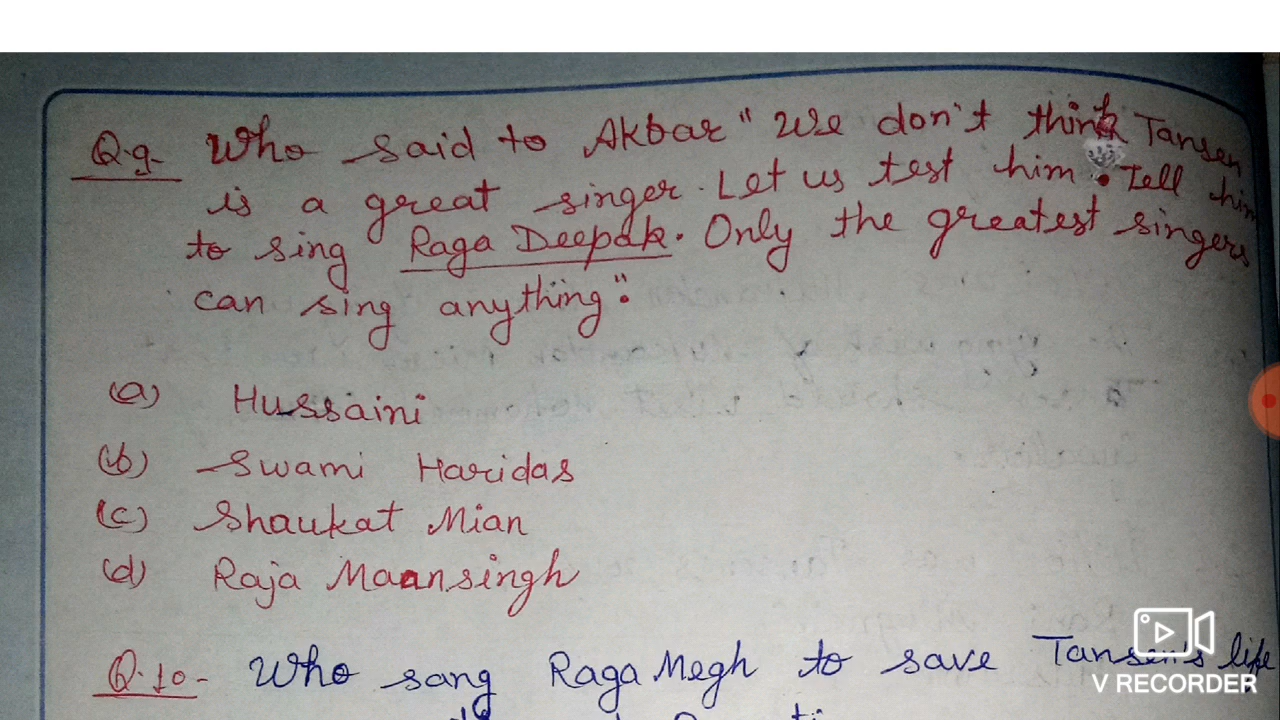 Q.9- Who said to Akbar " We don't think Tansen
is a great singer. Let us test him. Tell him
to sing Raga Deepak. Only the greatest singers
can sing anything".
(a) Hussaini
(b) Swami Haridas
(c) Shaukat Mian
(d) Raja Maansingh
Q.10- Who sang Raga Megh to save Tansen's life
V RECORDER